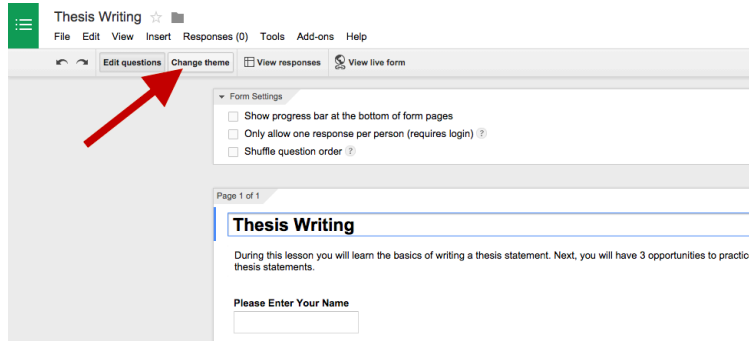 Thesis Writing
File Edit View Insert Responses (0) Tools Add-ons Help
Edit questions Change theme View responses View live form
Form Settings
Show progress bar at the bottom of form pages
Only allow one response per person (requires login) ?
Shuffle question order ?
Page 1 of 1
Thesis Writing
During this lesson you will learn the basics of writing a thesis statement. Next, you will have 3 opportunities to practic
thesis statements.
Please Enter Your Name